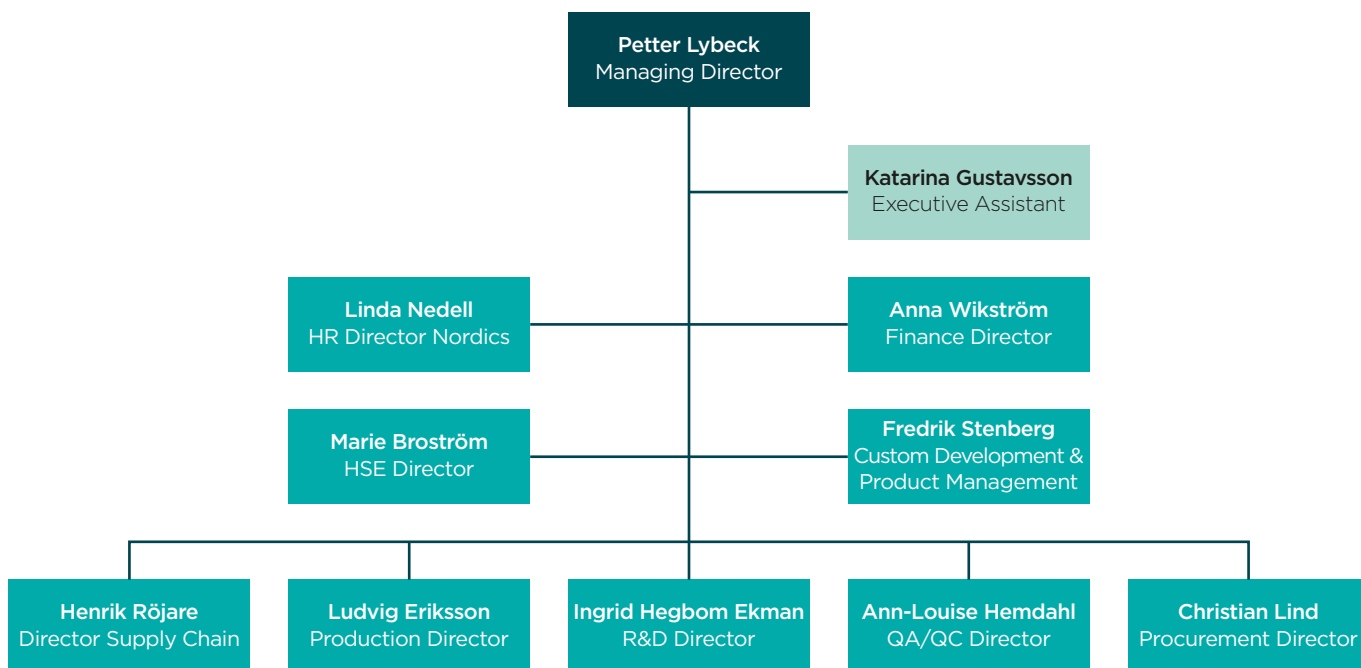 Petter Lybeck
Managing Director
Katarina Gustavsson
Executive Assistant
Linda Nedell
HR Director Nordics
Anna Wikström
Finance Director
Marie Broström
HSE Director
Fredrik Stenberg
Custom Development &
Product Management
Henrik Röjare
Director Supply Chain
Ludvig Eriksson
Production Director
Ingrid Hegbom Ekman
R&D Director
Ann-Louise Hemdahl
QA/QC Director
Christian Lind
Procurement Director